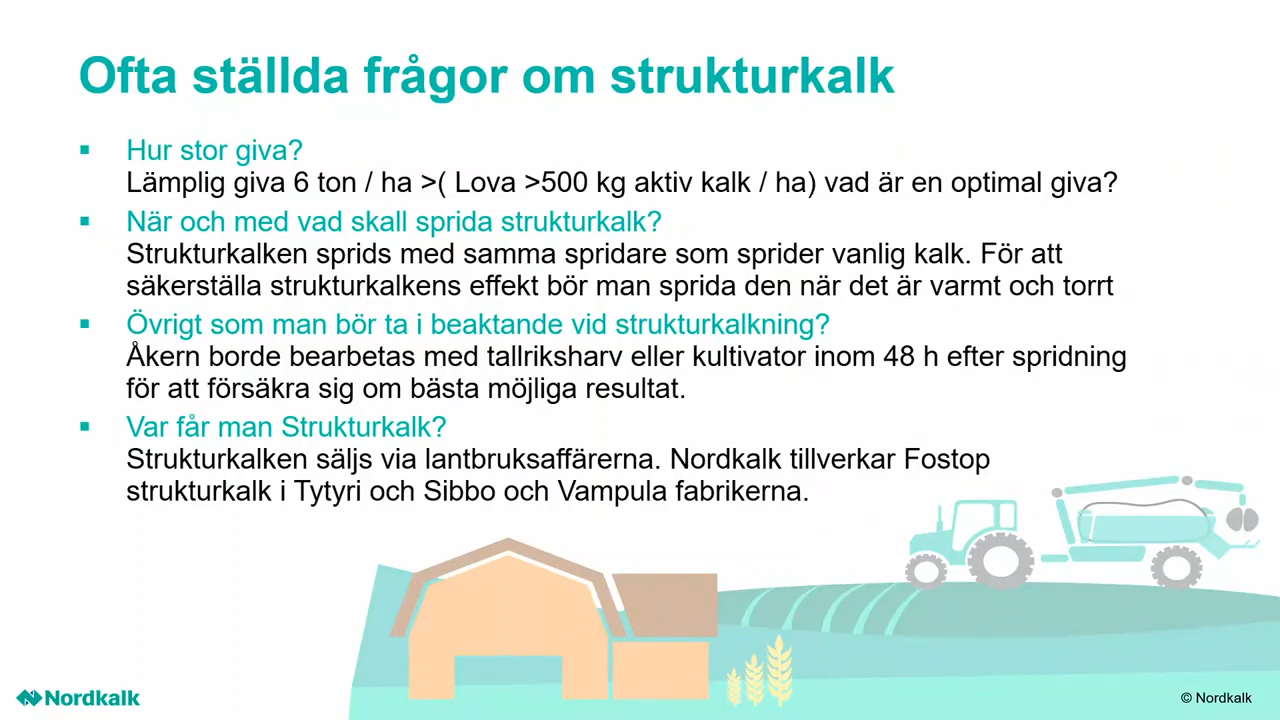 Ofta ställda frågor om strukturkalk
▪ Hur stor giva?
Lämplig giva 6 ton / ha >( Lova >500 kg aktiv kalk / ha) vad är en optimal giva?
▪ När och med vad skall sprida strukturkalk?
Strukturkalken sprids med samma spridare som sprider vanlig kalk. För att
säkerställa strukturkalkens effekt bör man sprida den när det är varmt och torrt
▪ Övrigt som man bör ta i beaktande vid strukturkalkning?
Åkern borde bearbetas med tallriksharv eller kultivator inom 48 h efter spridning
för att försäkra sig om bästa möjliga resultat.
▪ Var får man Strukturkalk?
Strukturkalken säljs via lantbruksaffärerna. Nordkalk tillverkar Fostop
strukturkalk i Tytyri och Sibbo och Vampula fabrikerna.
Nordkalk
© Nordkalk